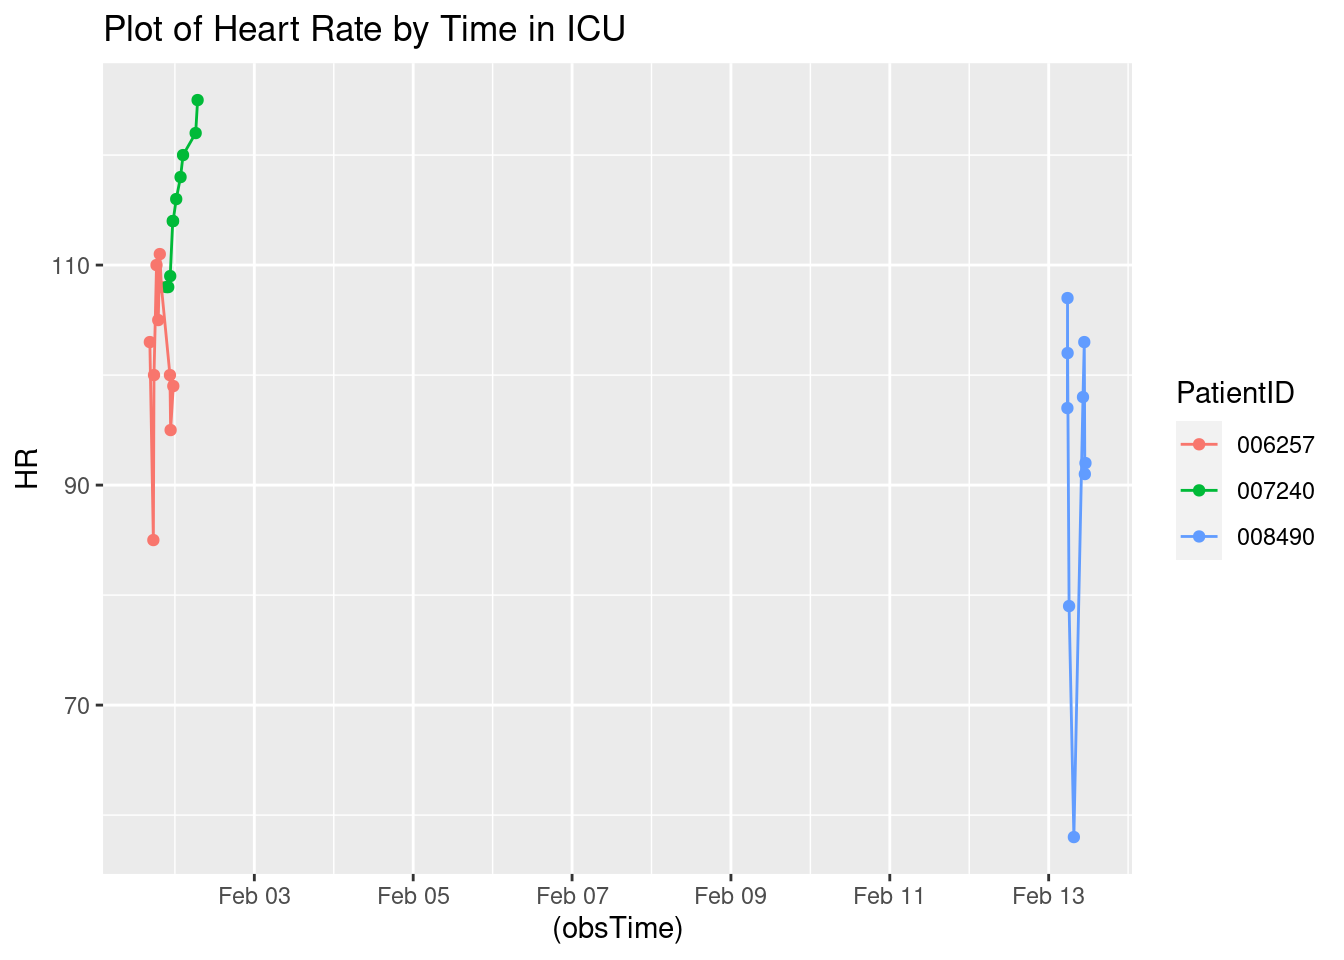 Plot of Heart Rate by Time in ICU
HR
110
90
70
Feb 03
Feb 05
Feb 07
Feb 09
Feb 11
Feb 13
(obsTime)
PatientID
006257
007240
008490